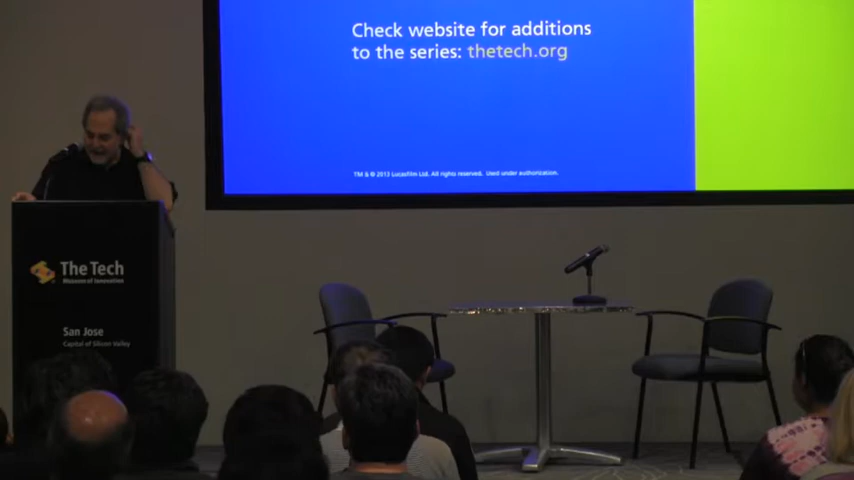 Check website for additions
to the series: thetech.org
TM & © 2013 Lucasfilm Ltd. All rights reserved. Used under authorization.
The Tech
Museum of Innovation
San Jose
Capital of Silicon Valley